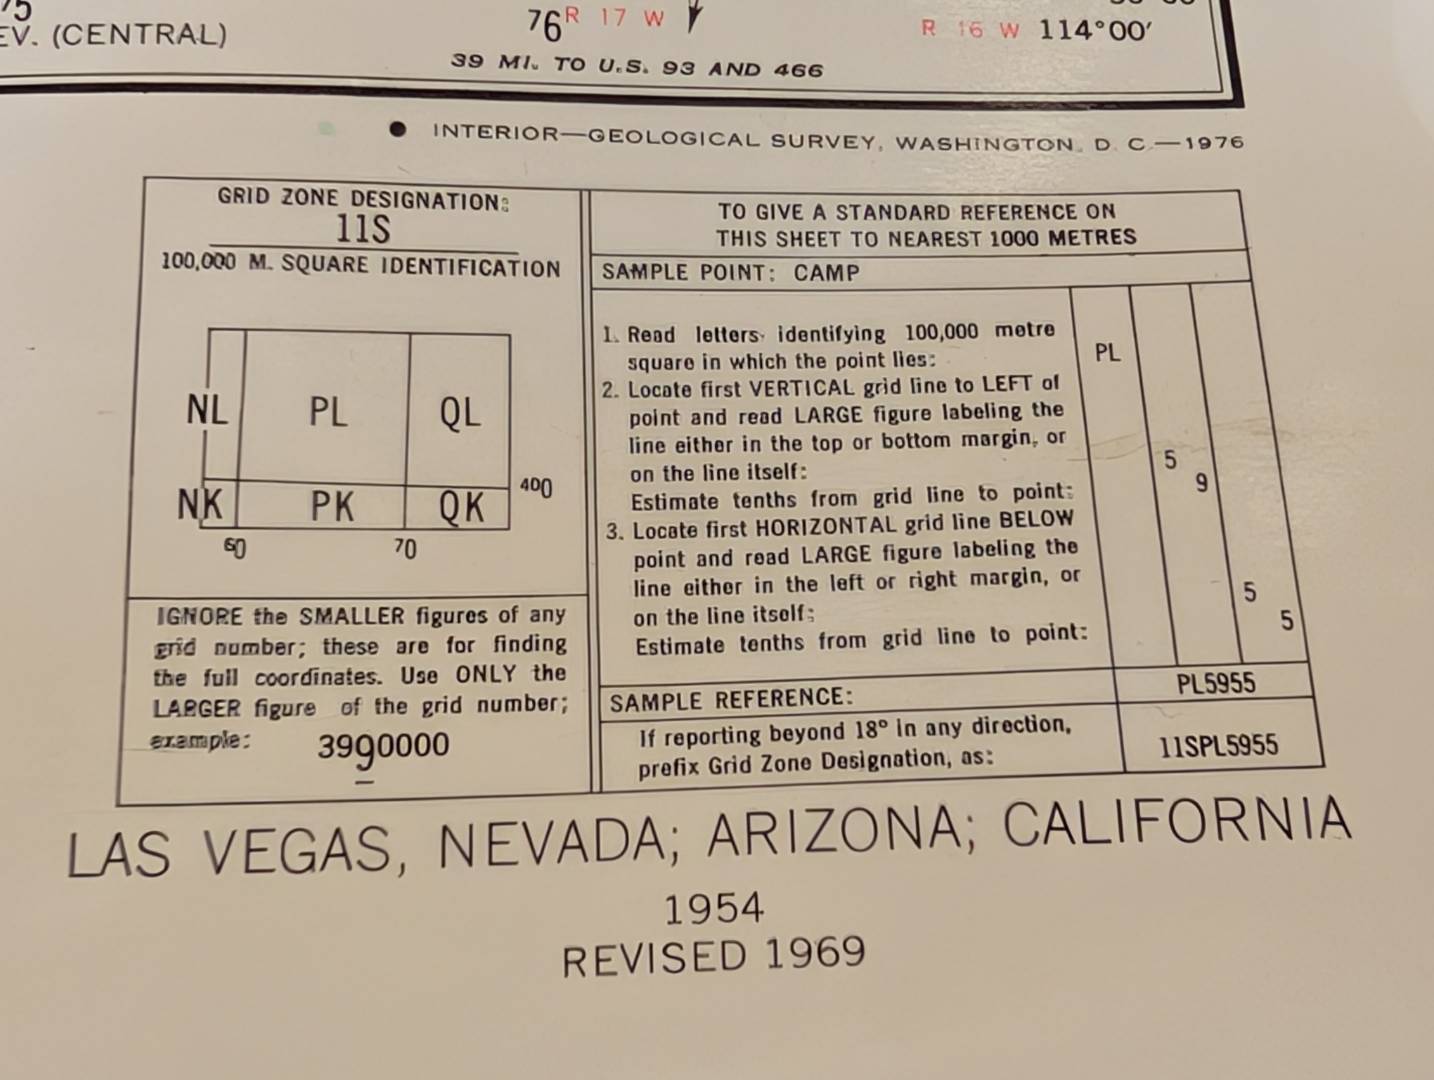 75
EV. (CENTRAL)
76 R 17 W
R 16 W 114°00′
39 MI. TO U.S. 93 AND 466
● INTERIOR—GEOLOGICAL SURVEY, WASHINGTON, D. C.—1976
GRID ZONE DESIGNATION:
11S
100,000 M. SQUARE IDENTIFICATION
NL PL QL
400
NK PK QK
60 70
IGNORE the SMALLER figures of any
grid number; these are for finding
the full coordinates. Use ONLY the
LARGER figure of the grid number;
example: 3990000
TO GIVE A STANDARD REFERENCE ON
THIS SHEET TO NEAREST 1000 METRES
SAMPLE POINT: CAMP
1. Read letters identifying 100,000 metre
square in which the point lies:
PL
2. Locate first VERTICAL grid line to LEFT of
point and read LARGE figure labeling the
line either in the top or bottom margin, or
on the line itself:
5
Estimate tenths from grid line to point:
9
3. Locate first HORIZONTAL grid line BELOW
point and read LARGE figure labeling the
line either in the left or right margin, or
on the line itself:
5
Estimate tenths from grid line to point:
5
SAMPLE REFERENCE:
PL5955
If reporting beyond 18° in any direction,
prefix Grid Zone Designation, as:
11SPL5955
LAS VEGAS, NEVADA; ARIZONA; CALIFORNIA
1954
REVISED 1969